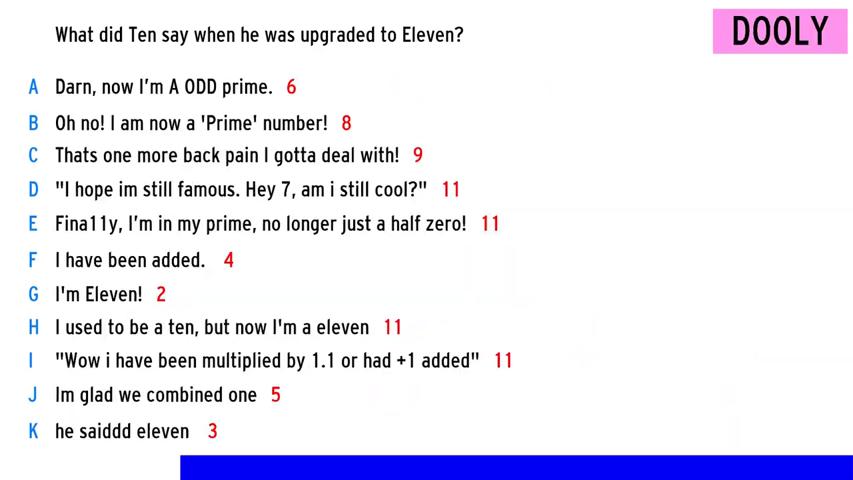 What did Ten say when he was upgraded to Eleven?
DOOLY
A Darn, now I'm A ODD prime. 6
B Oh no! I am now a 'Prime' number! 8
C Thats one more back pain I gotta deal with! 9
D "I hope im still famous. Hey 7, am i still cool?" 11
E Fina11y, I'm in my prime, no longer just a half zero! 11
F I have been added. 4
G I'm Eleven! 2
H I used to be a ten, but now I'm a eleven 11
I "Wow i have been multiplied by 1.1 or had +1 added" 11
J Im glad we combined one 5
K he saiddd eleven 3